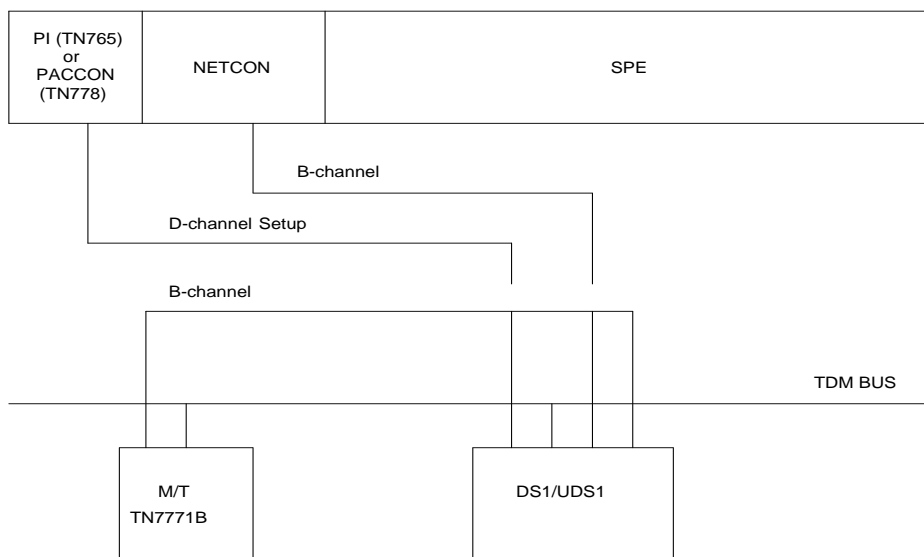 PI (TN765)
or
PACCON
(TN778)
NETCON
SPE
B-channel
D-channel Setup
B-channel
TDM BUS
M/T
TN7771B
DS1/UDS1